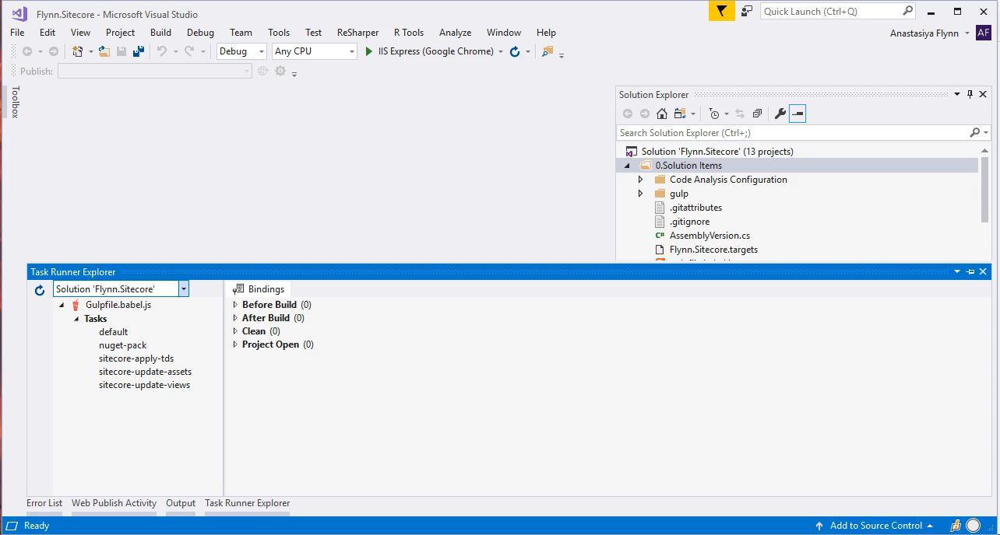 Flynn.Sitecore - Microsoft Visual Studio
Quick Launch (Ctrl+Q)
File Edit View Project Build Debug Team Tools Test ReSharper R Tools Analyze Window Help
Anastasiya Flynn AF
Debug Any CPU IIS Express (Google Chrome)
Publish:
Toolbox
Solution Explorer
Search Solution Explorer (Ctrl+;)
Solution 'Flynn.Sitecore' (13 projects)
0.Solution Items
Code Analysis Configuration
gulp
.gitattributes
.gitignore
C# AssemblyVersion.cs
Flynn.Sitecore.targets
Task Runner Explorer
Solution 'Flynn.Sitecore'
Gulpfile.babel.js
Tasks
default
nuget-pack
sitecore-apply-tds
sitecore-update-assets
sitecore-update-views
Bindings
Before Build (0)
After Build (0)
Clean (0)
Project Open (0)
Error List Web Publish Activity Output Task Runner Explorer
Ready
Add to Source Control